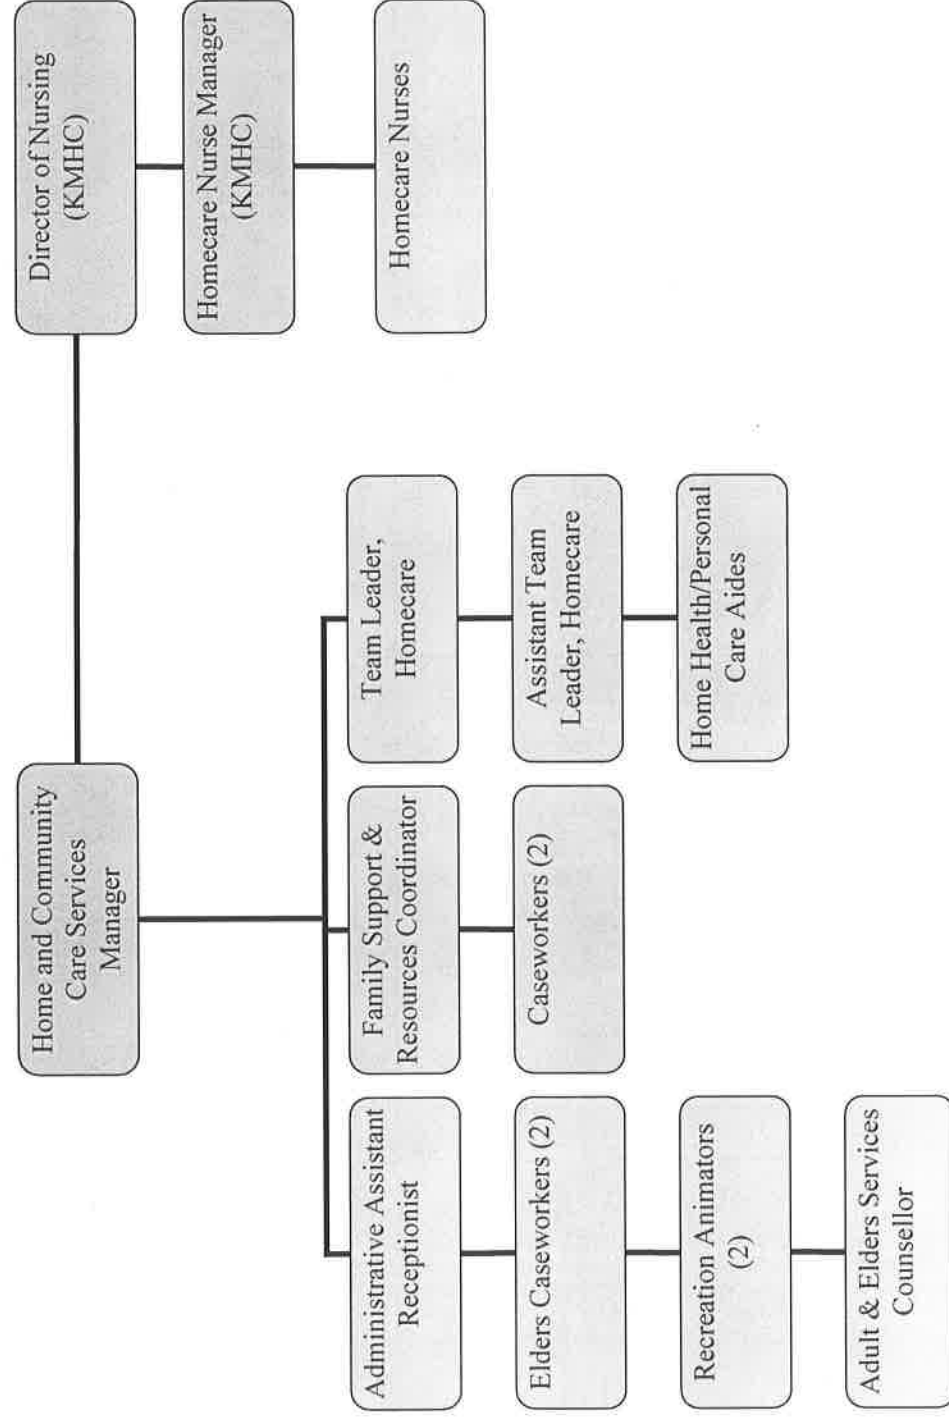 Home and Community
Care Services
Manager
Director of Nursing
(KMHC)
Homecare Nurse Manager
(KMHC)
Homecare Nurses
Administrative Assistant
Receptionist
Elders Caseworkers (2)
Recreation Animators
(2)
Adult & Elders Services
Counsellor
Family Support &
Resources Coordinator
Caseworkers (2)
Team Leader,
Homecare
Assistant Team
Leader, Homecare
Home Health/Personal
Care Aides